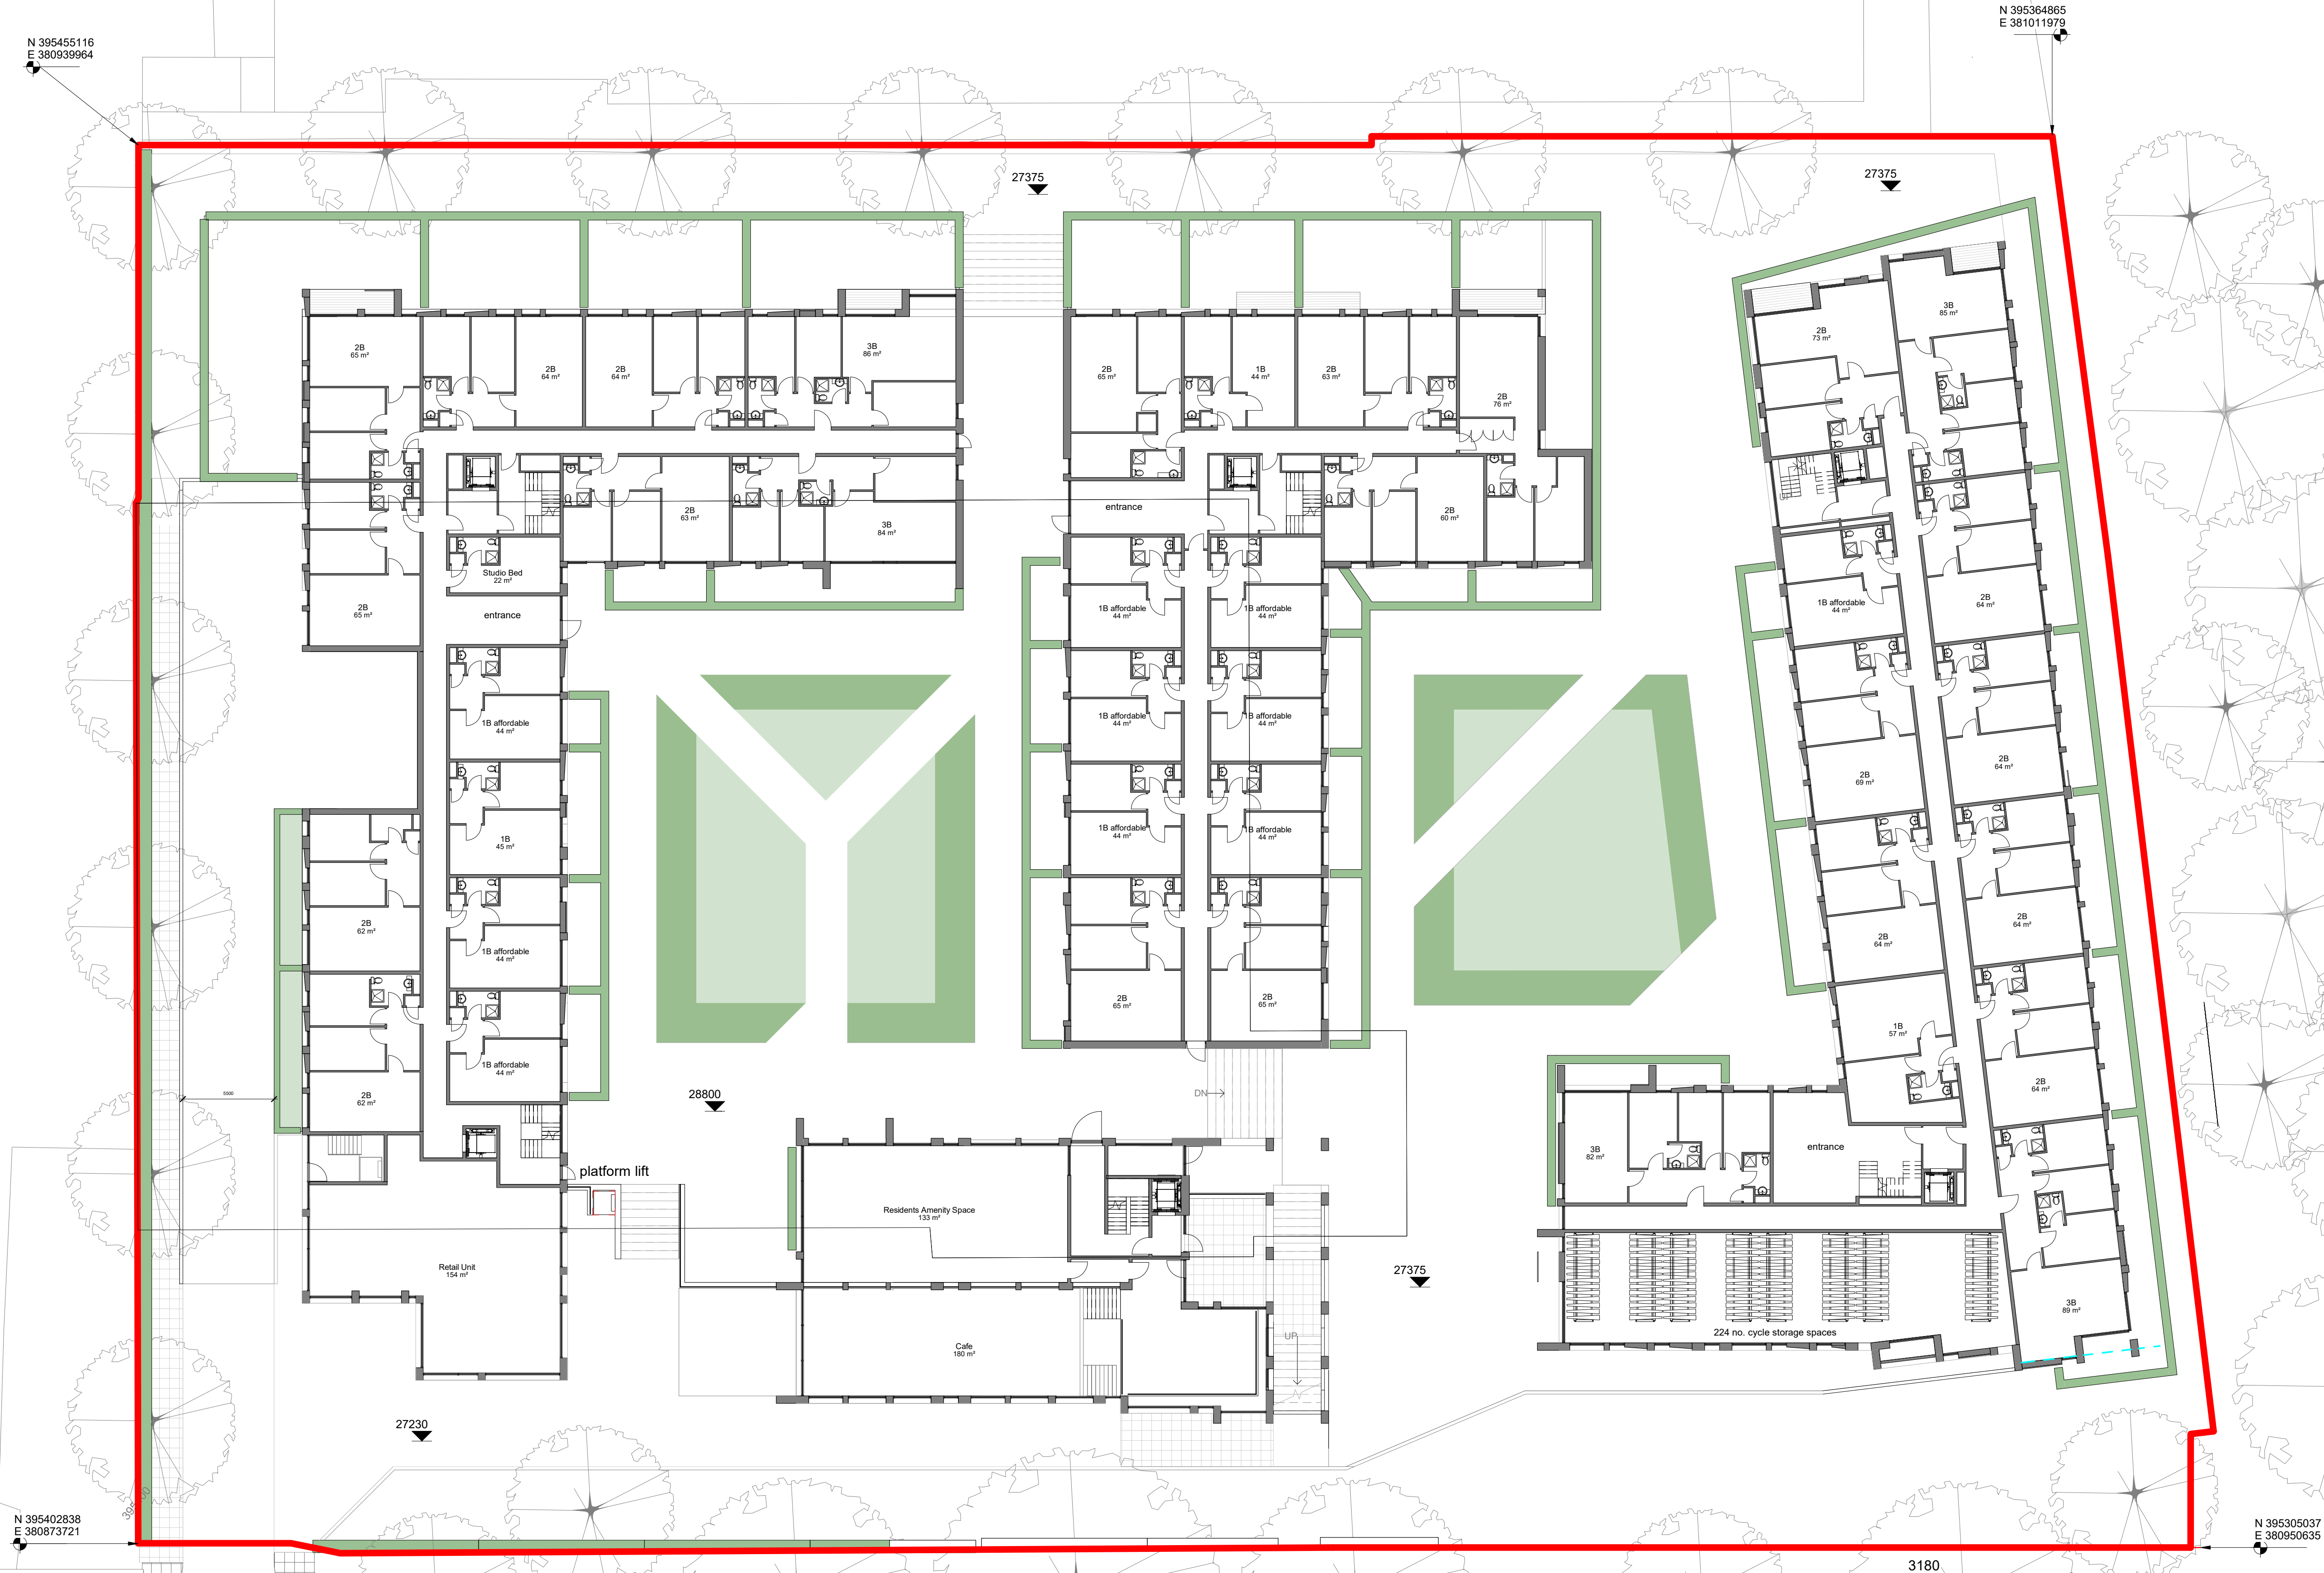 N 395455116
E 380939964
N 395364865
E 381011979
27375
27375
2B
65 m²
2B
64 m²
2B
64 m²
3B
86 m²
2B
65 m²
1B
44 m²
2B
63 m²
2B
76 m²
2B
73 m²
3B
85 m²
2B
63 m²
3B
84 m²
entrance
2B
60 m²
Studio Bed
22 m²
2B
65 m²
entrance
1B affordable
44 m²
1B affordable
44 m²
1B affordable
44 m²
2B
64 m²
1B affordable
44 m²
1B affordable
44 m²
1B affordable
44 m²
2B
69 m²
2B
64 m²
1B
45 m²
1B affordable
44 m²
1B affordable
44 m²
2B
62 m²
1B affordable
44 m²
2B
65 m²
2B
65 m²
2B
64 m²
2B
64 m²
1B
57 m²
1B affordable
44 m²
2B
62 m²
5500
28800
DN
2B
64 m²
3B
82 m²
entrance
platform lift
Residents Amenity Space
133 m²
Retail Unit
154 m²
27375
Cafe
180 m²
UP
224 no. cycle storage spaces
3B
89 m²
27230
N 395402838
E 380873721
N 395305037
E 380950635
3180